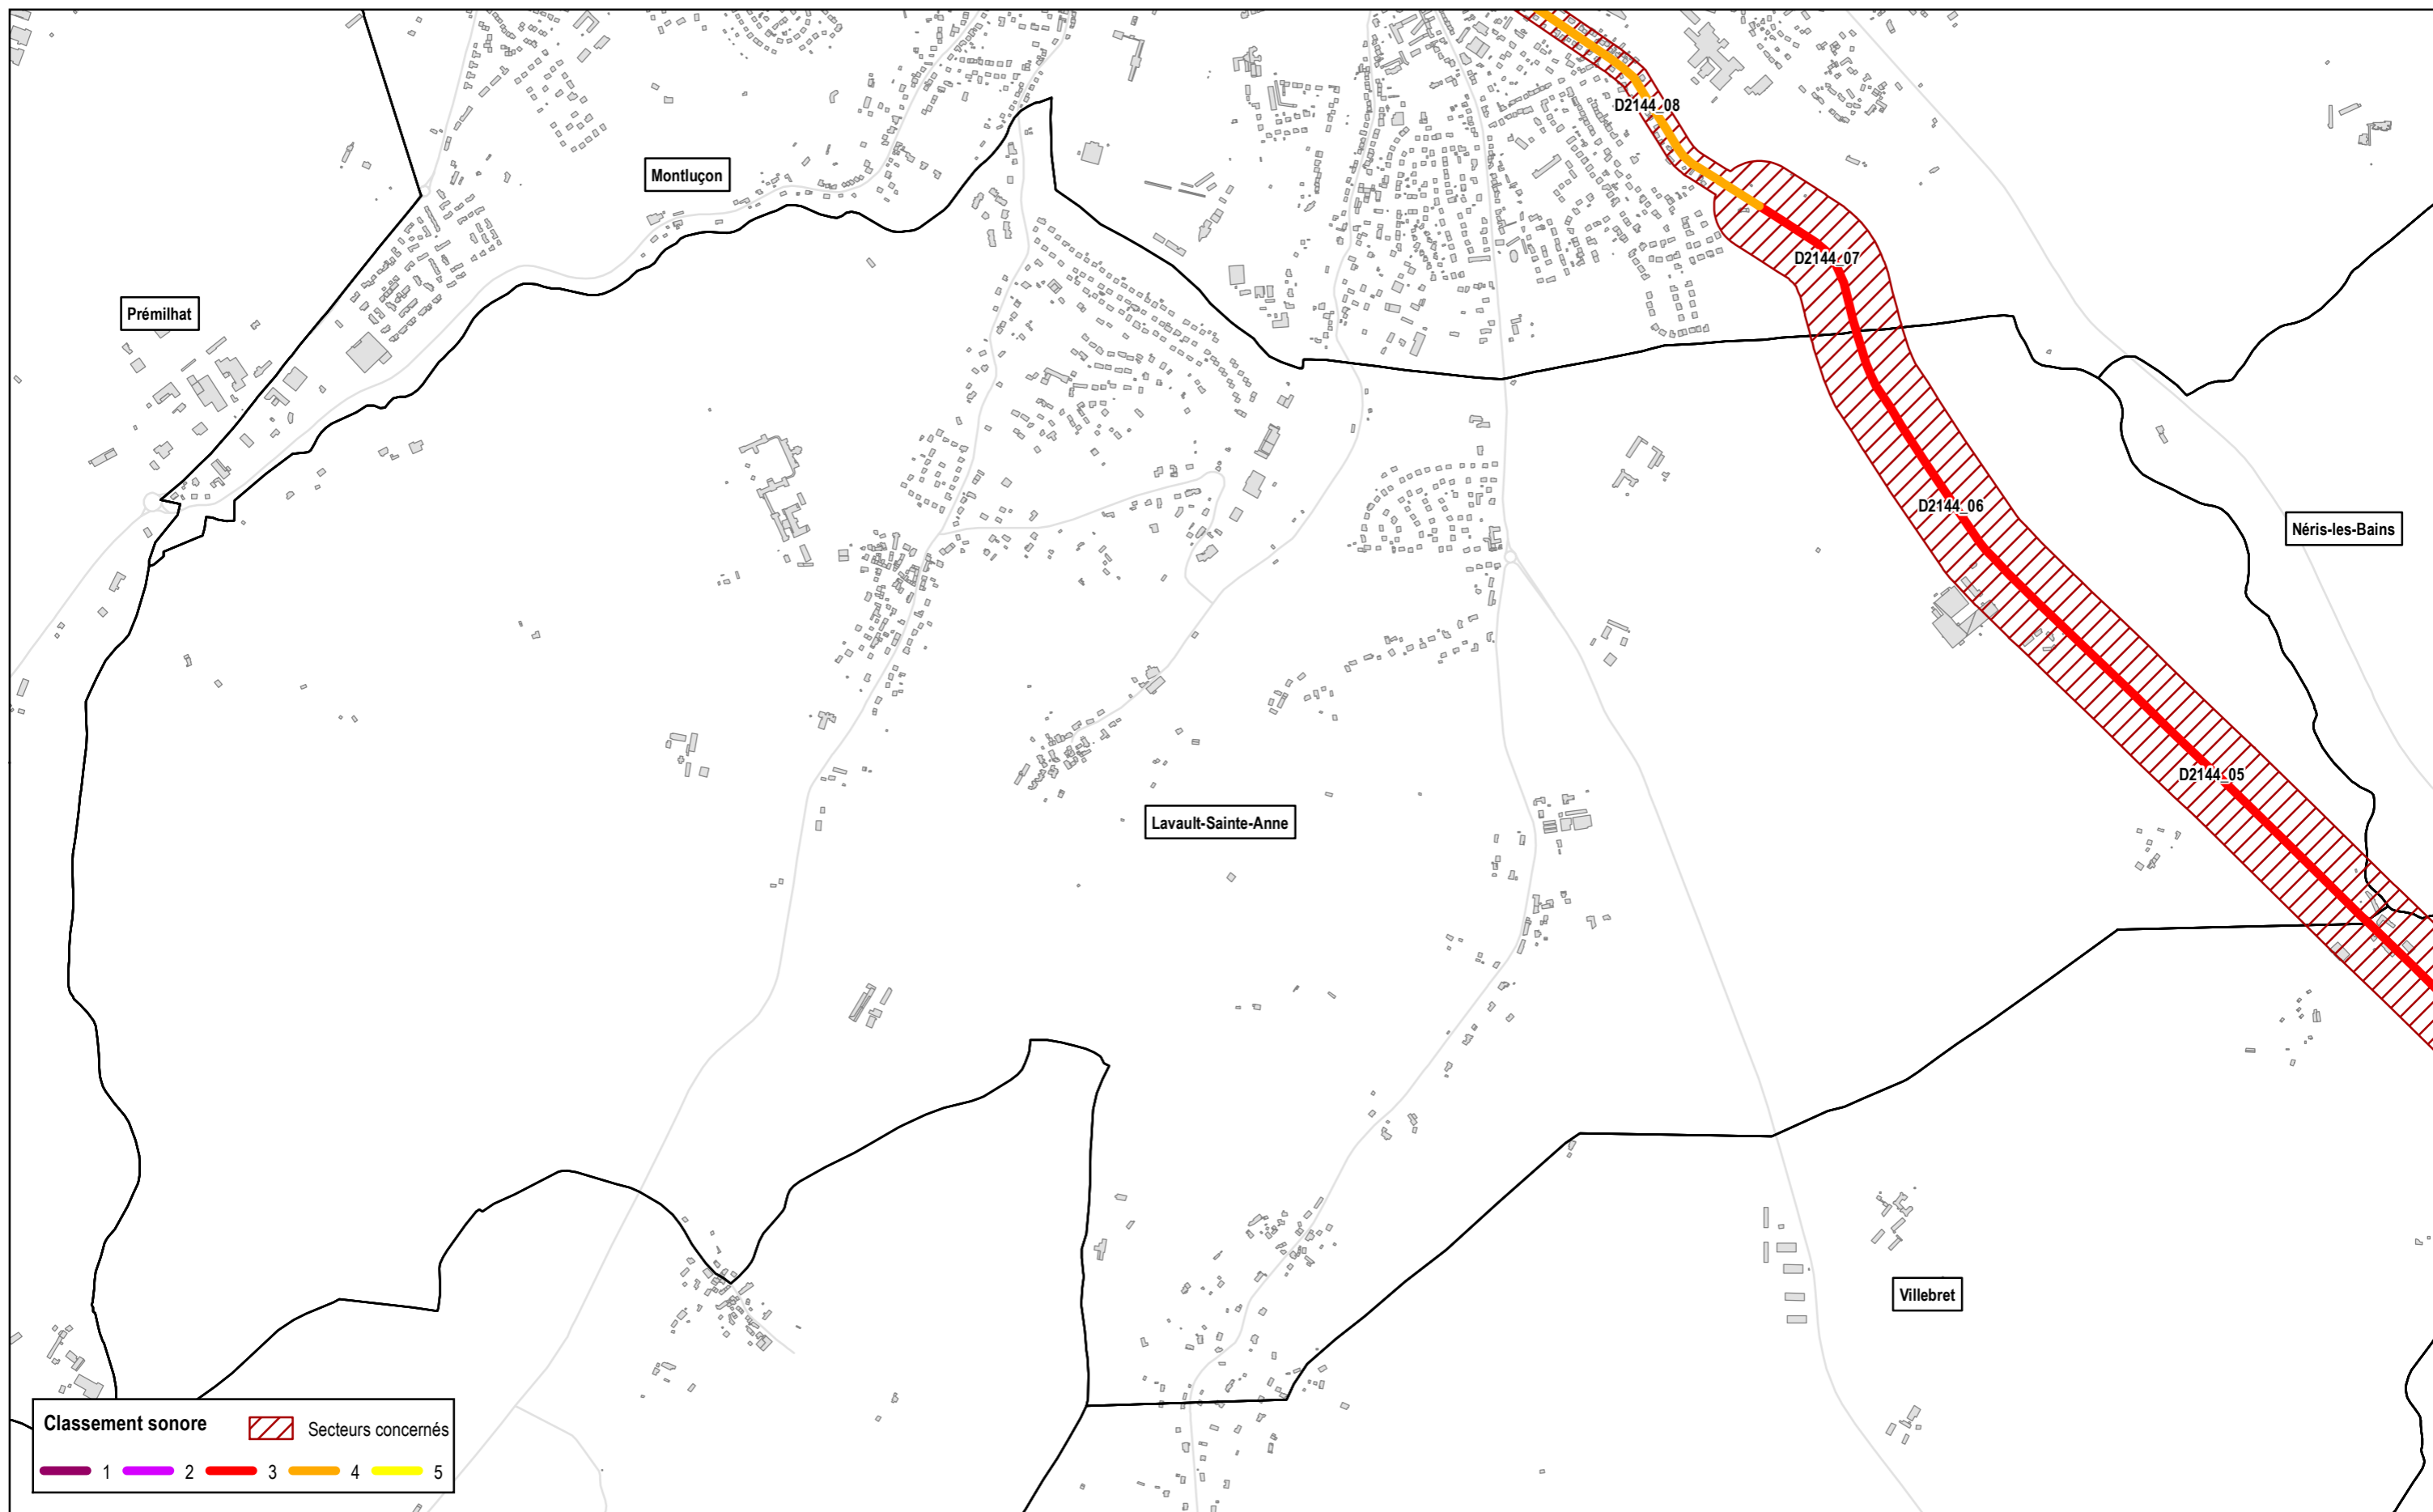 D2144_08
Montluçon
D2144_07
Prémilhat
D2144_06
Néris-les-Bains
D2144_05
Lavault-Sainte-Anne
Villebret
Classement sonore
Secteurs concernés
1 2 3 4 5